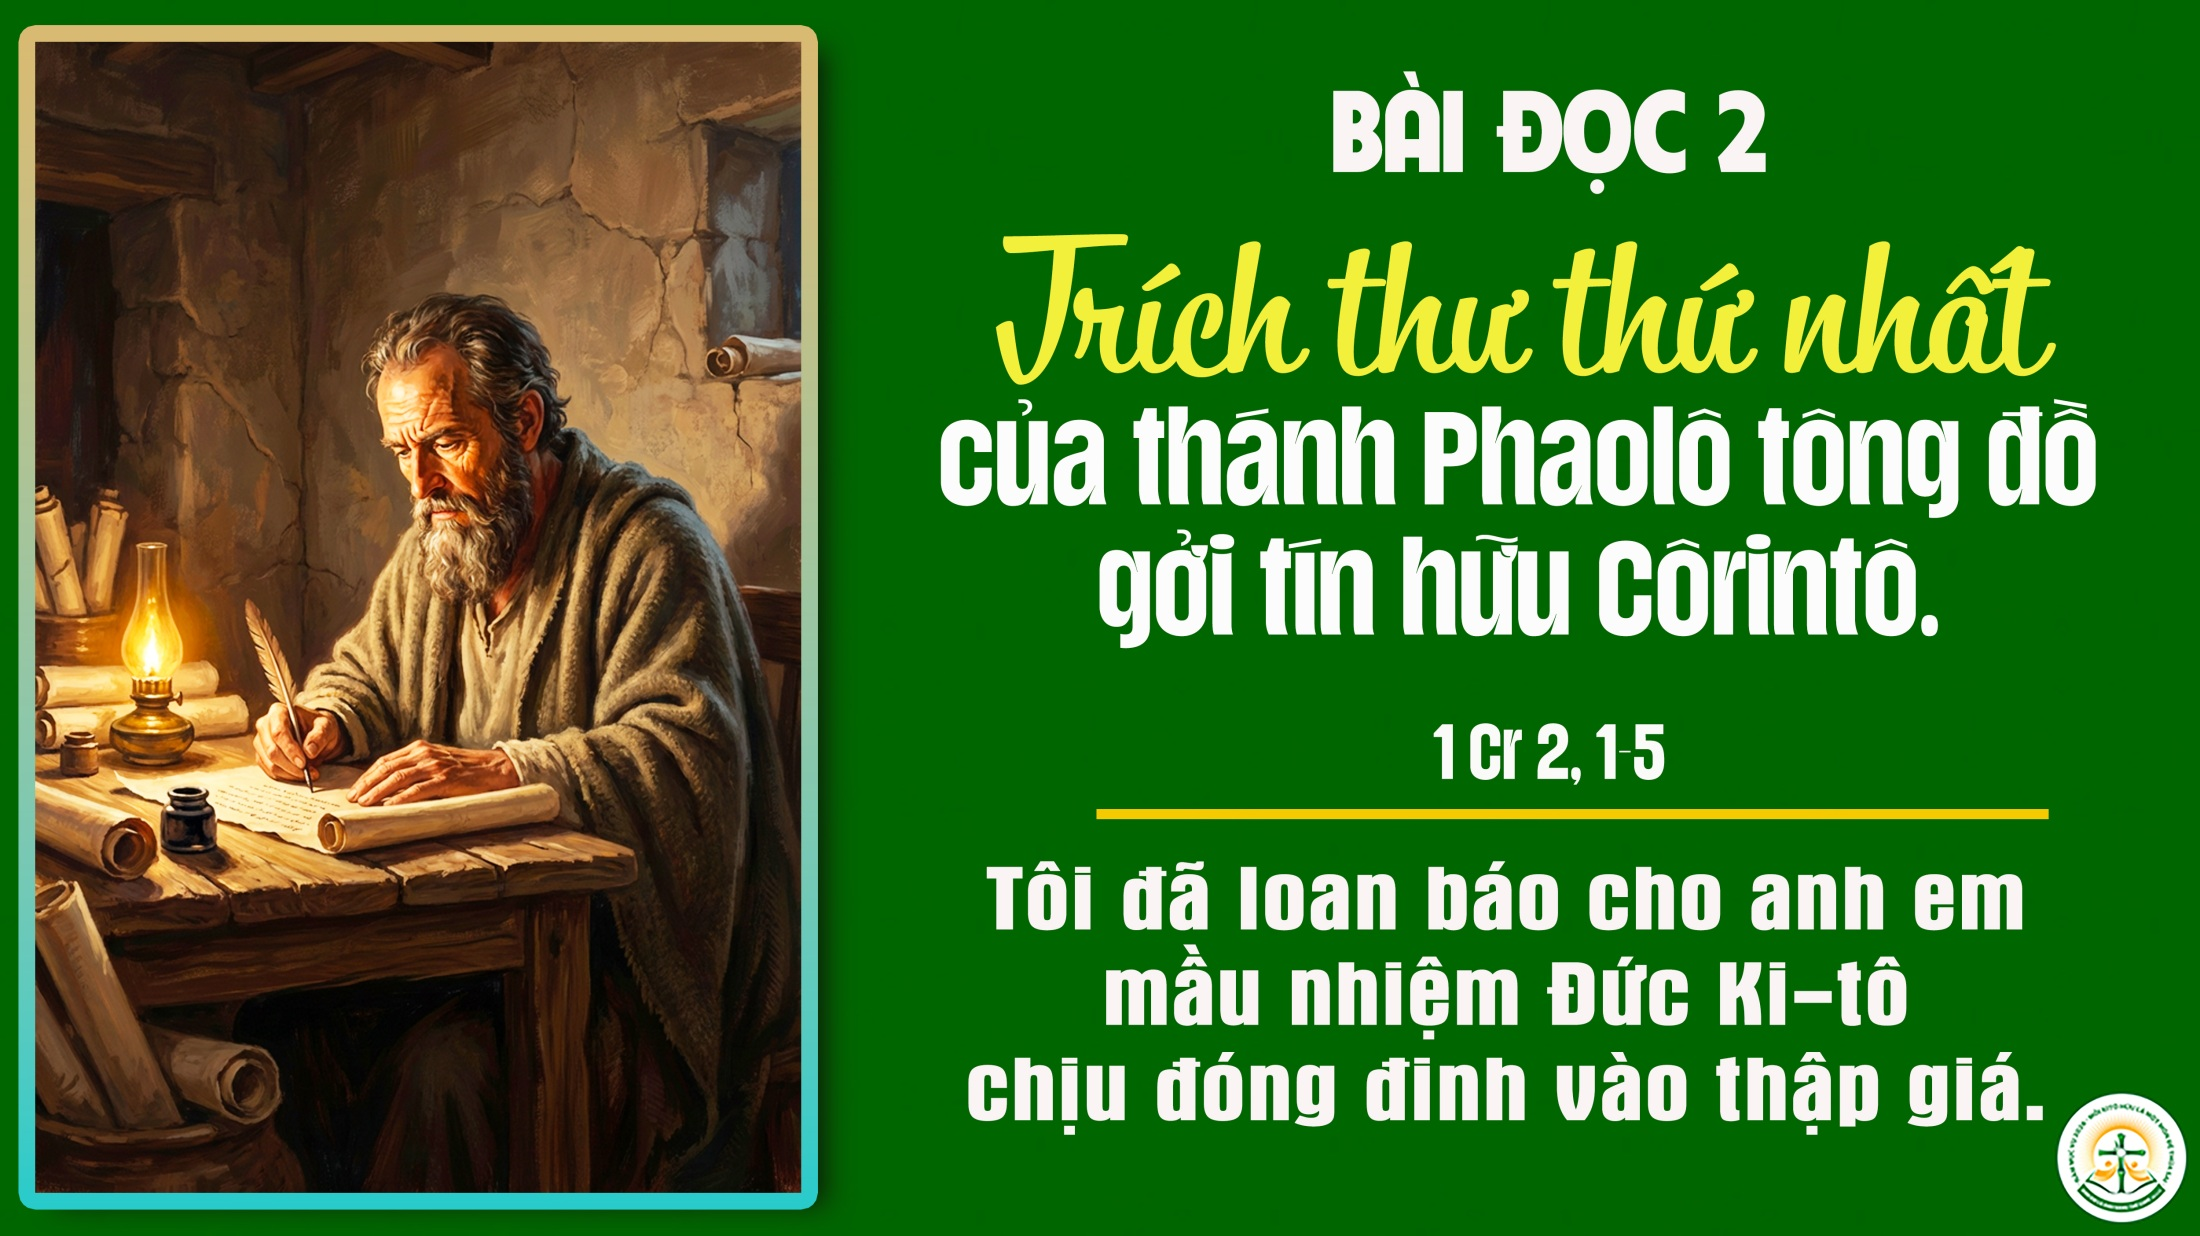 BÀI ĐỌC 2
Trích thư thứ nhất
của thánh Phaolô tông đồ
gởi tín hữu Côrintô.
1 Cr 2, 1-5
Tôi đã loan báo cho anh em
mầu nhiệm Đức Ki-tô
chịu đóng đinh vào thập giá.